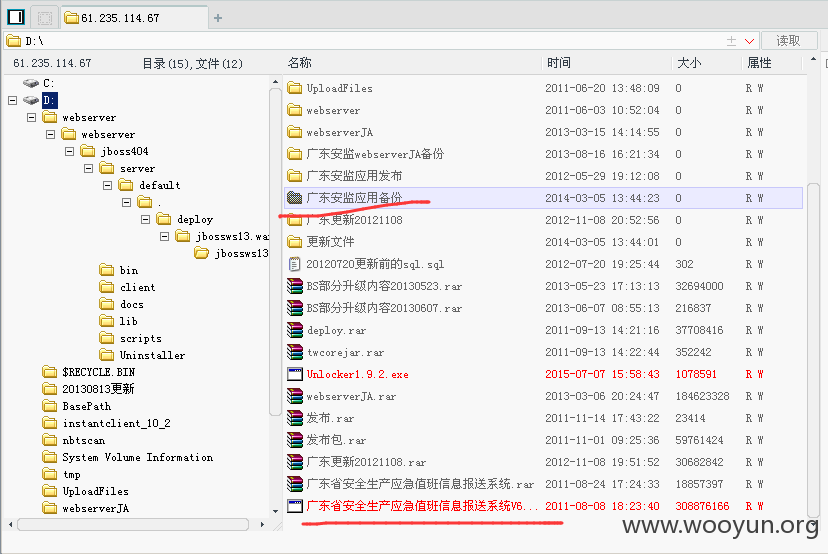 61.235.114.67
+
D:\
读取
61.235.114.67 目录(15),文件(12)
名称 时间 大小 属性
C:
D:
webserver
webserver
jboss404
server
default
.
deploy
jbossws13.wa
jbossws13
bin
client
docs
lib
scripts
Uninstaller
$RECYCLE.BIN
20130813更新
BasePath
instantclient_10_2
nbtscan
System Volume Information
tmp
UploadFiles
webserverJA
UploadFiles 2011-06-20 13:48:09 0 R W
webserver 2011-06-03 10:52:04 0 R W
webserverJA 2013-03-15 14:14:55 0 R W
广东安监webserverJA备份 2013-08-16 16:21:34 0 R W
广东安监应用发布 2012-05-29 19:12:08 0 R W
广东安监应用备份 2014-03-05 13:44:23 0 R W
广东更新20121108 2012-11-08 20:52:56 0 R W
更新文件 2014-03-05 13:44:01 0 R W
20120720更新前的sql.sql 2012-07-20 19:25:44 302 R W
BS部分升级内容20130523.rar 2013-05-23 17:13:13 32694000 R W
BS部分升级内容20130607.rar 2013-06-07 08:55:13 216837 R W
deploy.rar 2011-09-13 14:21:16 37708416 R W
twcorejar.rar 2011-09-13 14:22:44 352242 R W
Unlocker1.9.2.exe 2015-07-07 15:58:43 1078591 R W
webserverJA.rar 2013-03-06 20:24:47 184623328 R W
发布.rar 2011-11-14 17:43:22 23414 R W
发布包.rar 2011-11-01 09:25:36 59761424 R W
广东更新20121108.rar 2012-11-08 19:51:52 30682842 R W
广东省安全生产应急值班信息报送系统.rar 2011-08-24 17:24:33 18857397 R W
广东省安全生产应急值班信息报送系统V6... 2011-08-08 18:23:40 308876166 R W
www.wooyun.org